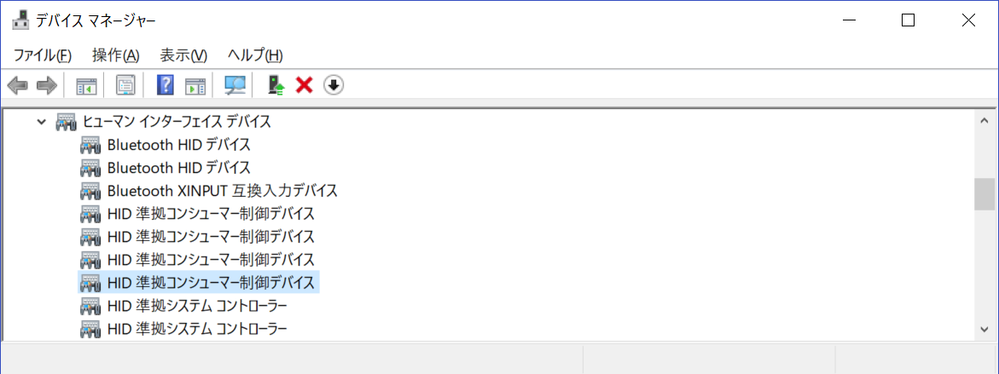 デバイス マネージャー
ファイル(F) 操作(A) 表示(V) ヘルプ(H)
ヒューマン インターフェイス デバイス
Bluetooth HID デバイス
Bluetooth HID デバイス
Bluetooth XINPUT 互換入力デバイス
HID 準拠コンシューマー制御デバイス
HID 準拠コンシューマー制御デバイス
HID 準拠コンシューマー制御デバイス
HID 準拠コンシューマー制御デバイス
HID 準拠システム コントローラー
HID 準拠システム コントローラー